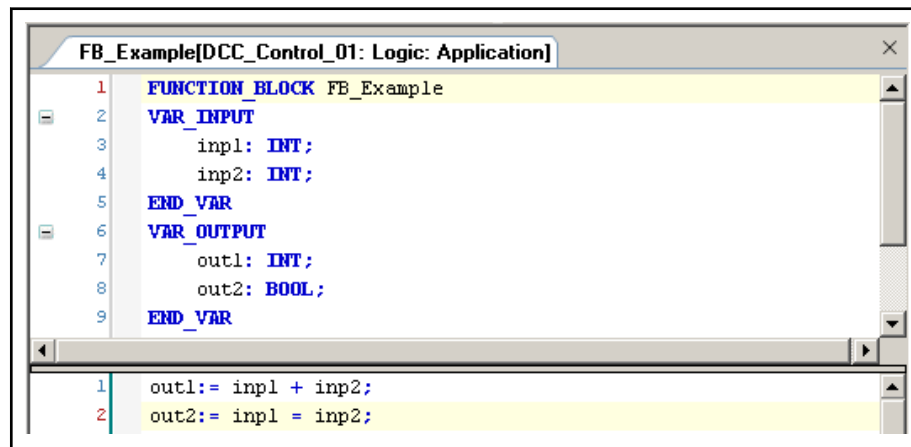 FB_Example[DCC_Control_01: Logic: Application]
1 FUNCTION_BLOCK FB_Example
2 VAR_INPUT
3 inp1: INT;
4 inp2: INT;
5 END_VAR
6 VAR_OUTPUT
7 out1: INT;
8 out2: BOOL;
9 END_VAR
1 out1:= inp1 + inp2;
2 out2:= inp1 = inp2;